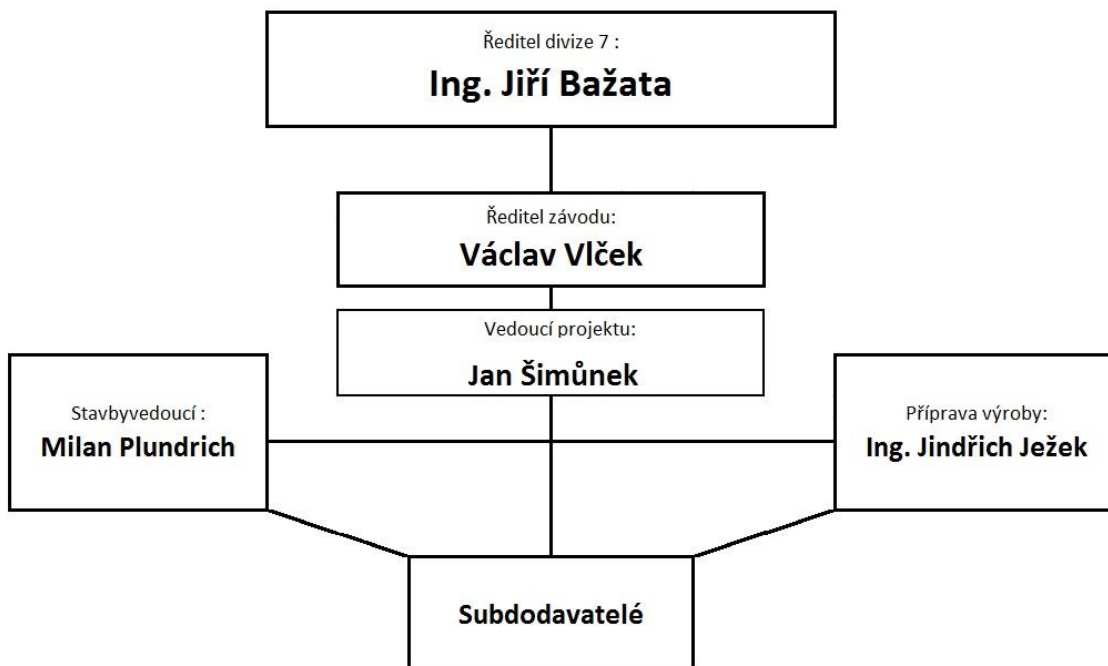 Ředitel divize 7 :
Ing. Jiří Bažata
Ředitel závodu:
Václav Vlček
Vedoucí projektu:
Jan Šimůnek
Stavbyvedoucí :
Milan Plundrich
Příprava výroby:
Ing. Jindřich Ježek
Subdodavatelé